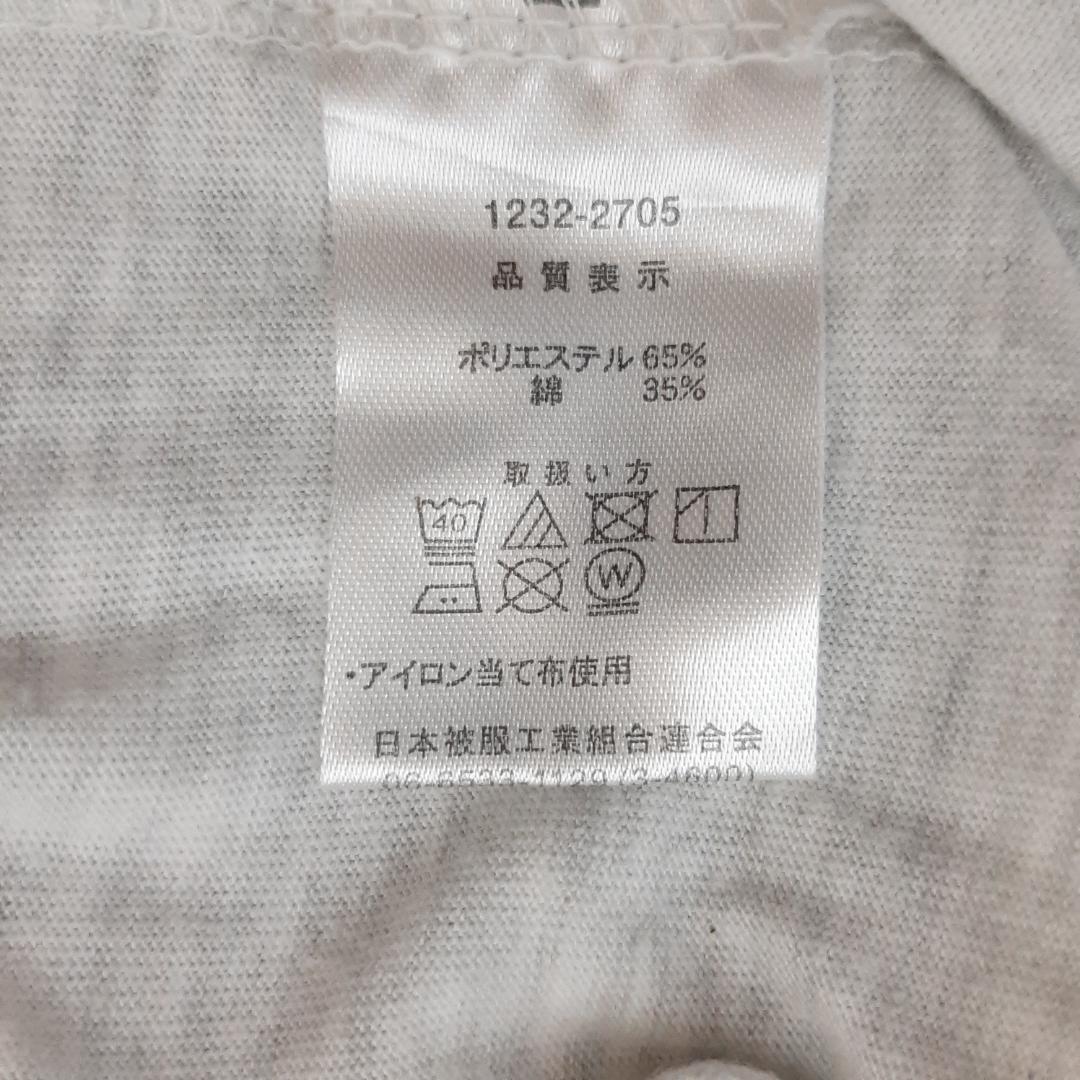 1232-2705
品質表示
ポリエステル 65%
綿 35%
取扱い方
40
W
・アイロン当て布使用
日本被服工業組合連合会